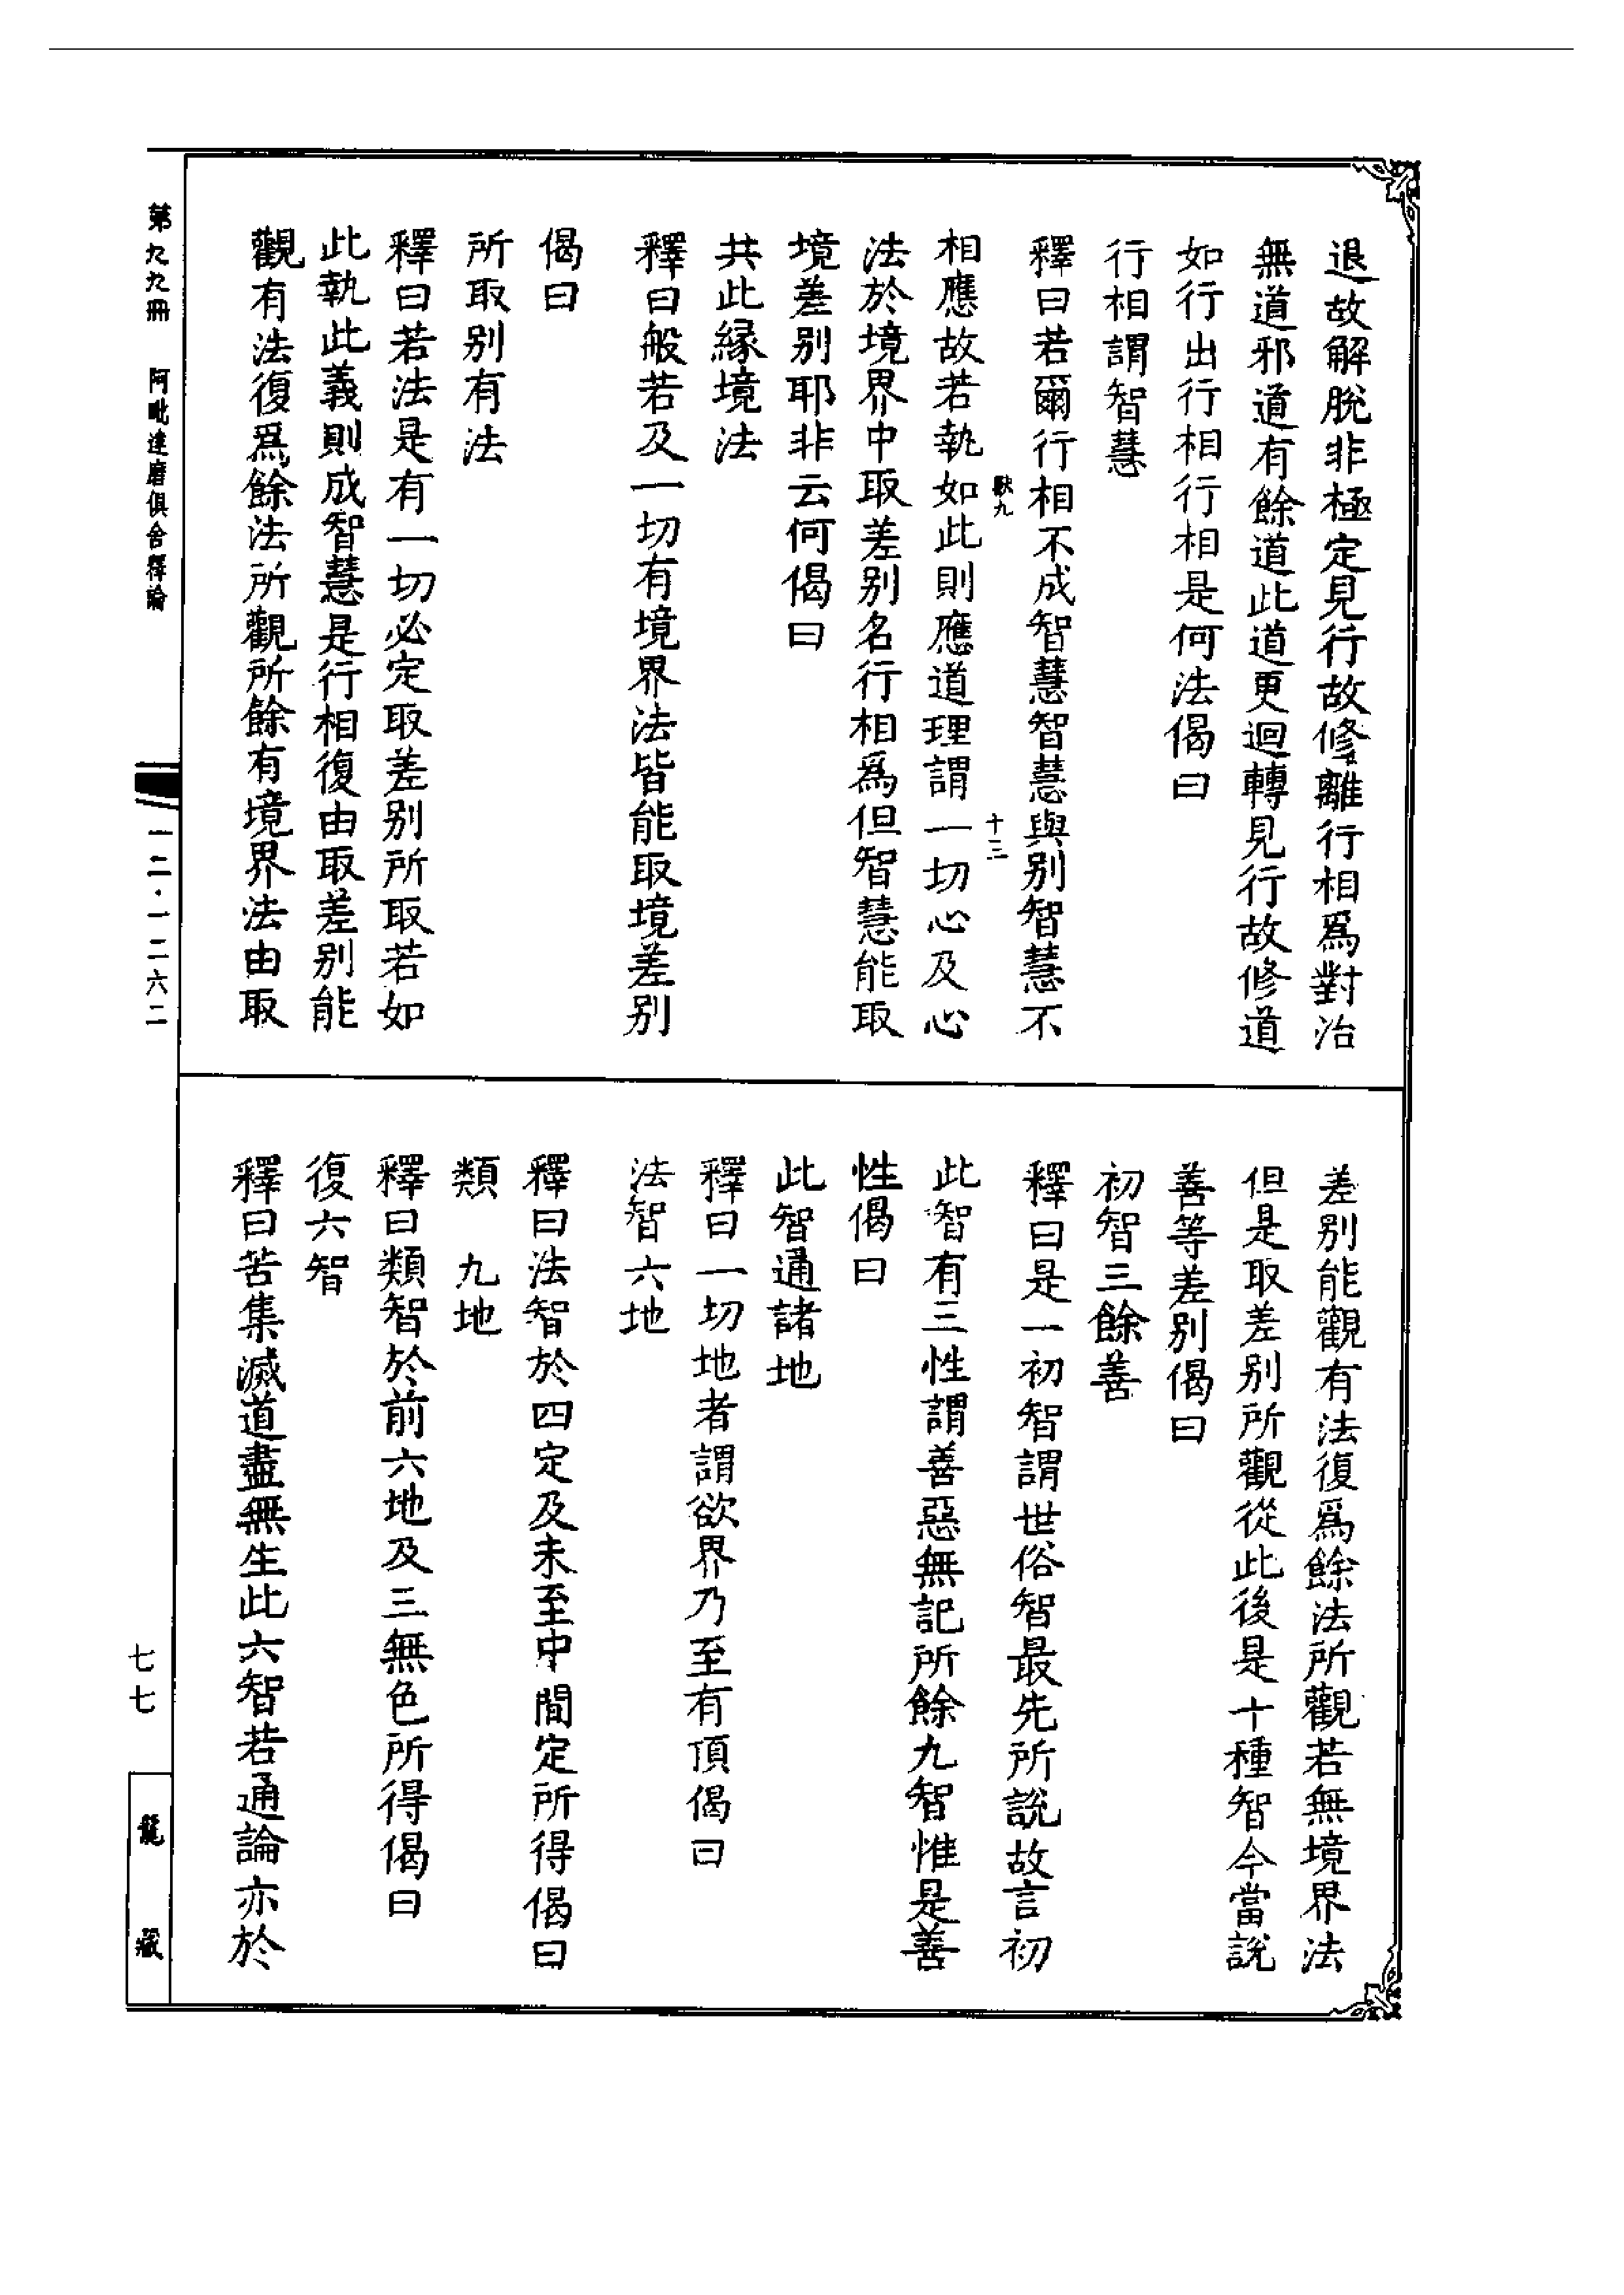 退故解脫非極定見行故修離行相爲對治
無道邪道有餘道此道更迴轉見行故修道
如行出行相行相是何法偈曰
行相謂智慧
釋曰若爾行相不成智慧智慧與别智慧不
十三
相應故若執如此則應道理謂一切心及心
法於境界中取差别名行相爲但智慧能取
境差别耶非云何偈曰
共此緣境法
釋曰般若及一切有境界法皆能取境差别
偈曰
所取别有法
釋曰若法是有一切必定取差别所取若如
此執此義則成智慧是行相復由取差别能
觀有法復爲餘法所觀所餘有境界法由取
差别能觀有法復爲餘法所觀若無境界法
但是取差别所觀從此後是十種智今當說
善等差别偈曰
初智三餘善
釋曰是一初智謂世俗智最先所說故言初
此智有三性謂善惡無記所餘九智惟是善
性偈曰
此智通諸地
釋曰一切地者謂欲界乃至有頂偈曰
法智六地
釋曰法智於四定及未至中間定所得偈曰
類 九地
釋曰類智於前六地及三無色所得偈曰
復六智
釋曰苦集滅道盡無生此六智若通論亦於
第九九冊 阿毗達磨俱舍釋論
一二·一二六二
七七
龍藏